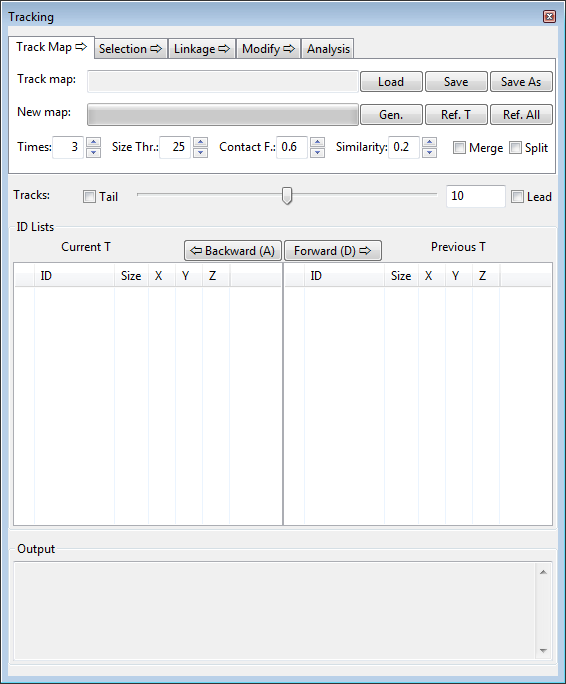 Tracking
Track Map Selection Linkage Modify Analysis
Track map: Load Save Save As
New map: Gen. Ref. T Ref. All
Times: 3 Size Thr.: 25 Contact F.: 0.6 Similarity: 0.2 Merge Split
Tracks: Tail 10 Lead
ID Lists
Current T Backward (A) Forward (D) Previous T
ID Size X Y Z ID Size X Y Z
Output